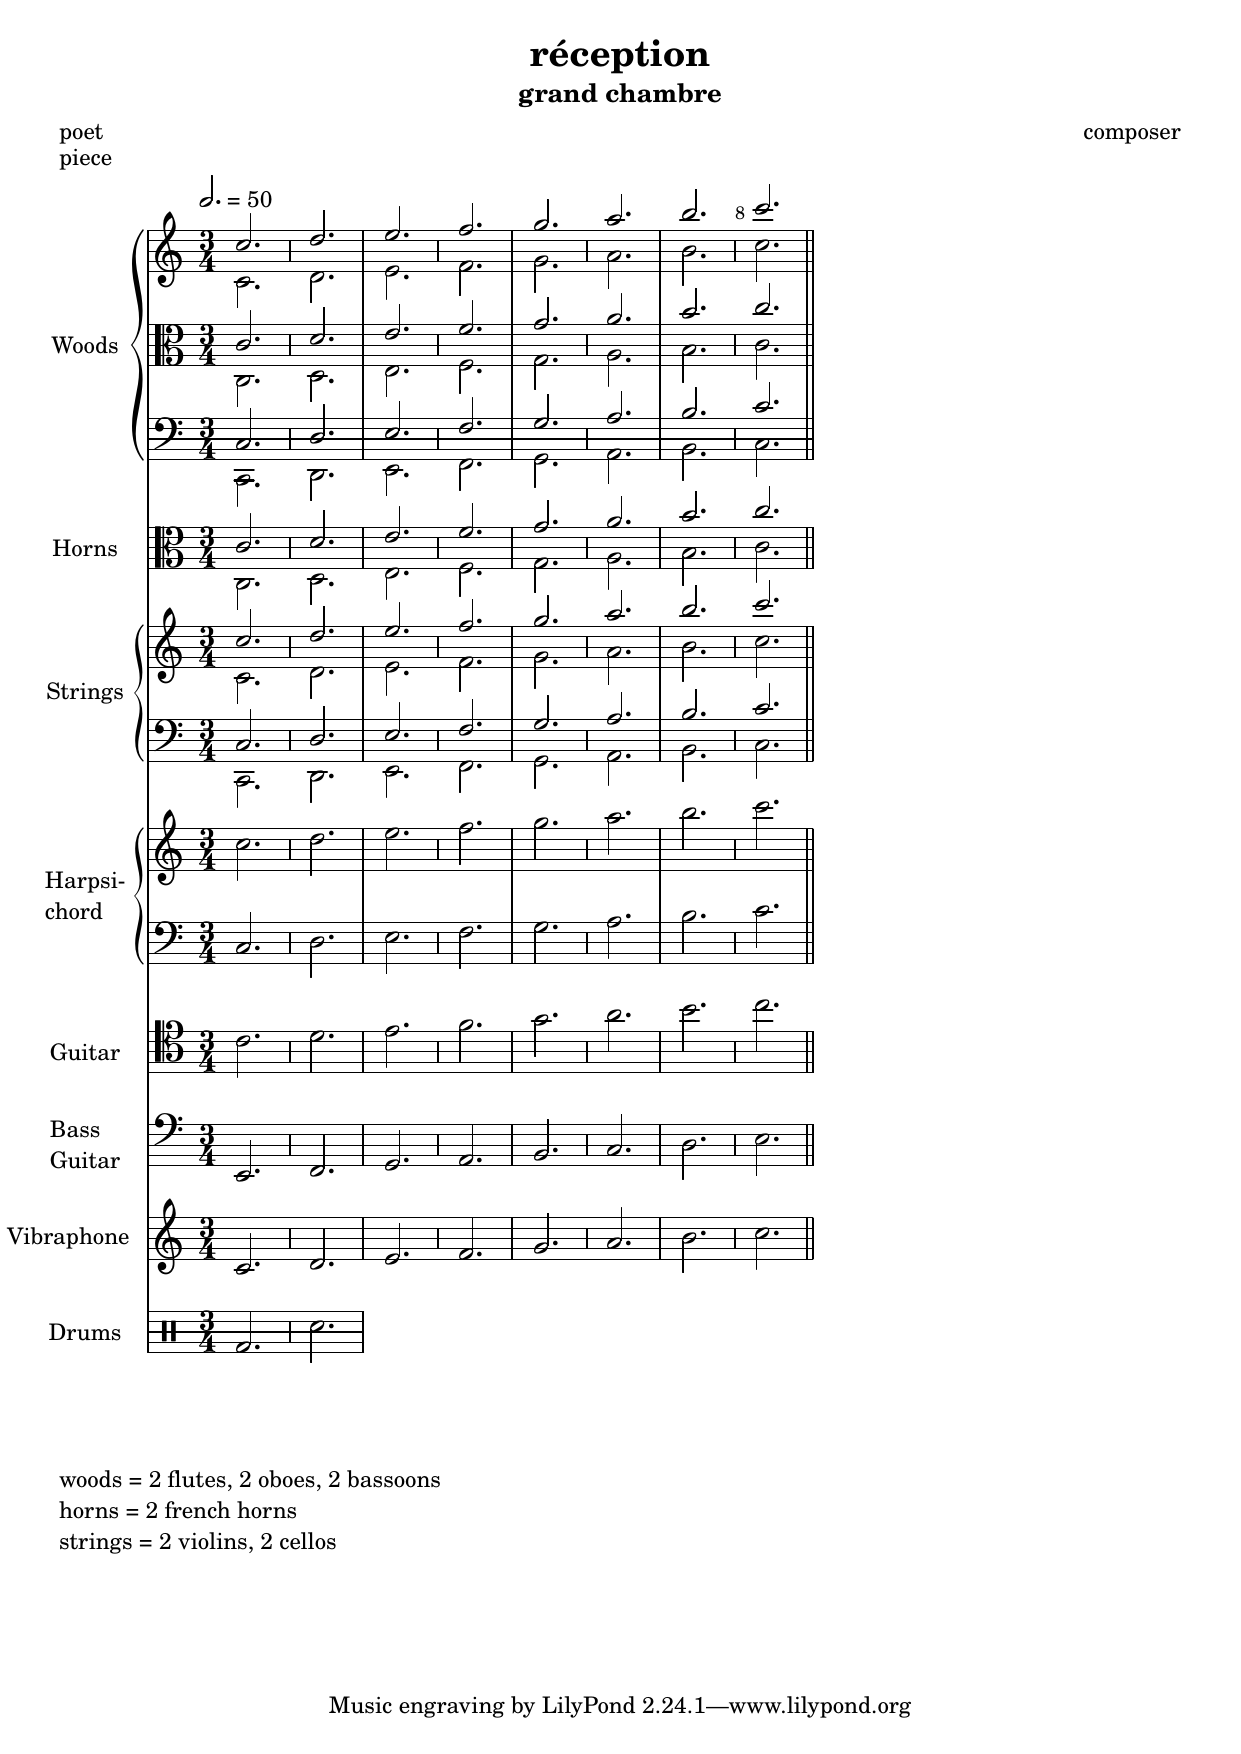 réception
grand chambre
poet
composer
piece
= 50
8
Woods
Horns
Strings
Harpsi-
chord
Guitar
Bass
Guitar
Vibraphone
Drums
woods = 2 flutes, 2 oboes, 2 bassoons
horns = 2 french horns
strings = 2 violins, 2 cellos
Music engraving by LilyPond 2.24.1—www.lilypond.org